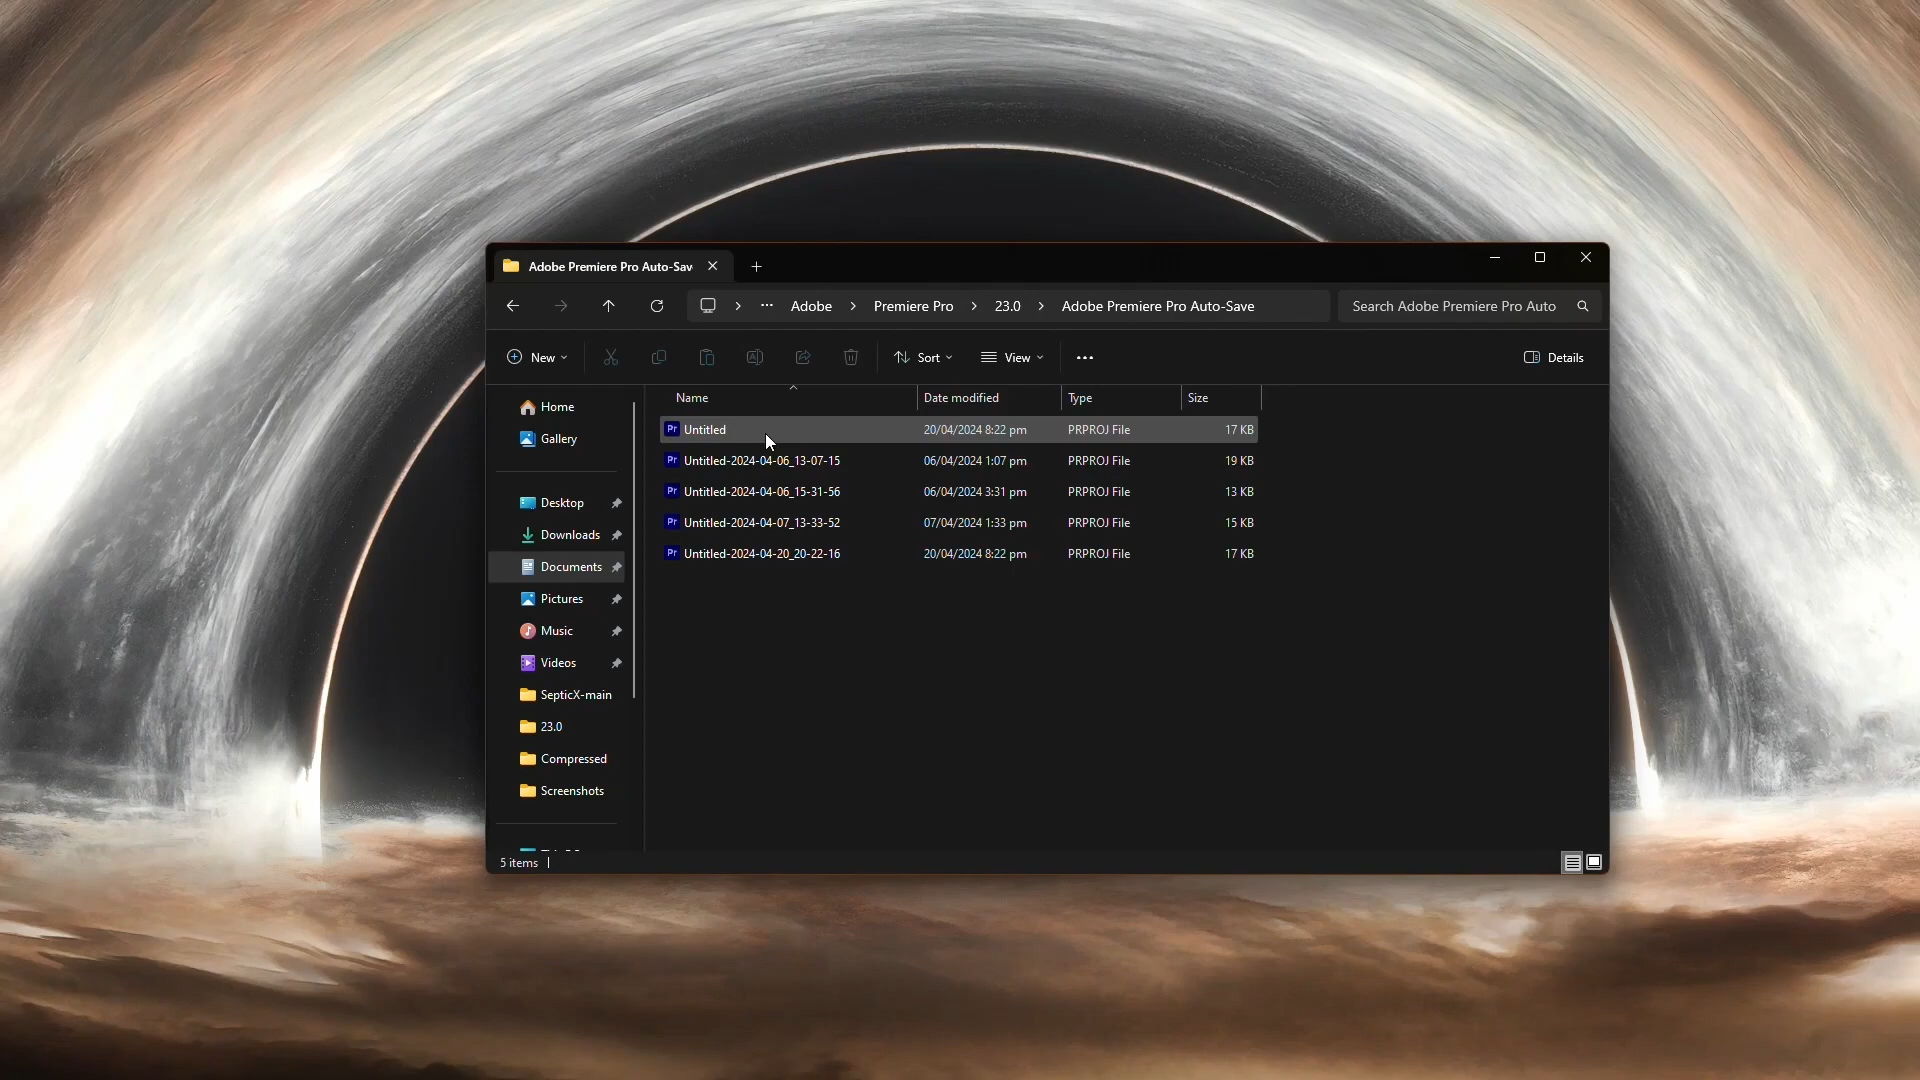 Adobe Premiere Pro Auto-Sav
Adobe Premiere Pro 23.0 Adobe Premiere Pro Auto-Save
Search Adobe Premiere Pro Auto
New Sort View Details
Name Date modified Type Size
Pr Untitled 20/04/2024 8:22 pm PRPROJ File 17 KB
Pr Untitled-2024-04-06_13-07-15 06/04/2024 1:07 pm PRPROJ File 19 KB
Pr Untitled-2024-04-06_15-31-56 06/04/2024 3:31 pm PRPROJ File 13 KB
Pr Untitled-2024-04-07_13-33-52 07/04/2024 1:33 pm PRPROJ File 15 KB
Pr Untitled-2024-04-20_20-22-16 20/04/2024 8:22 pm PRPROJ File 17 KB
Home
Gallery
Desktop
Downloads
Documents
Pictures
Music
Videos
SepticX-main
23.0
Compressed
Screenshots
5 items